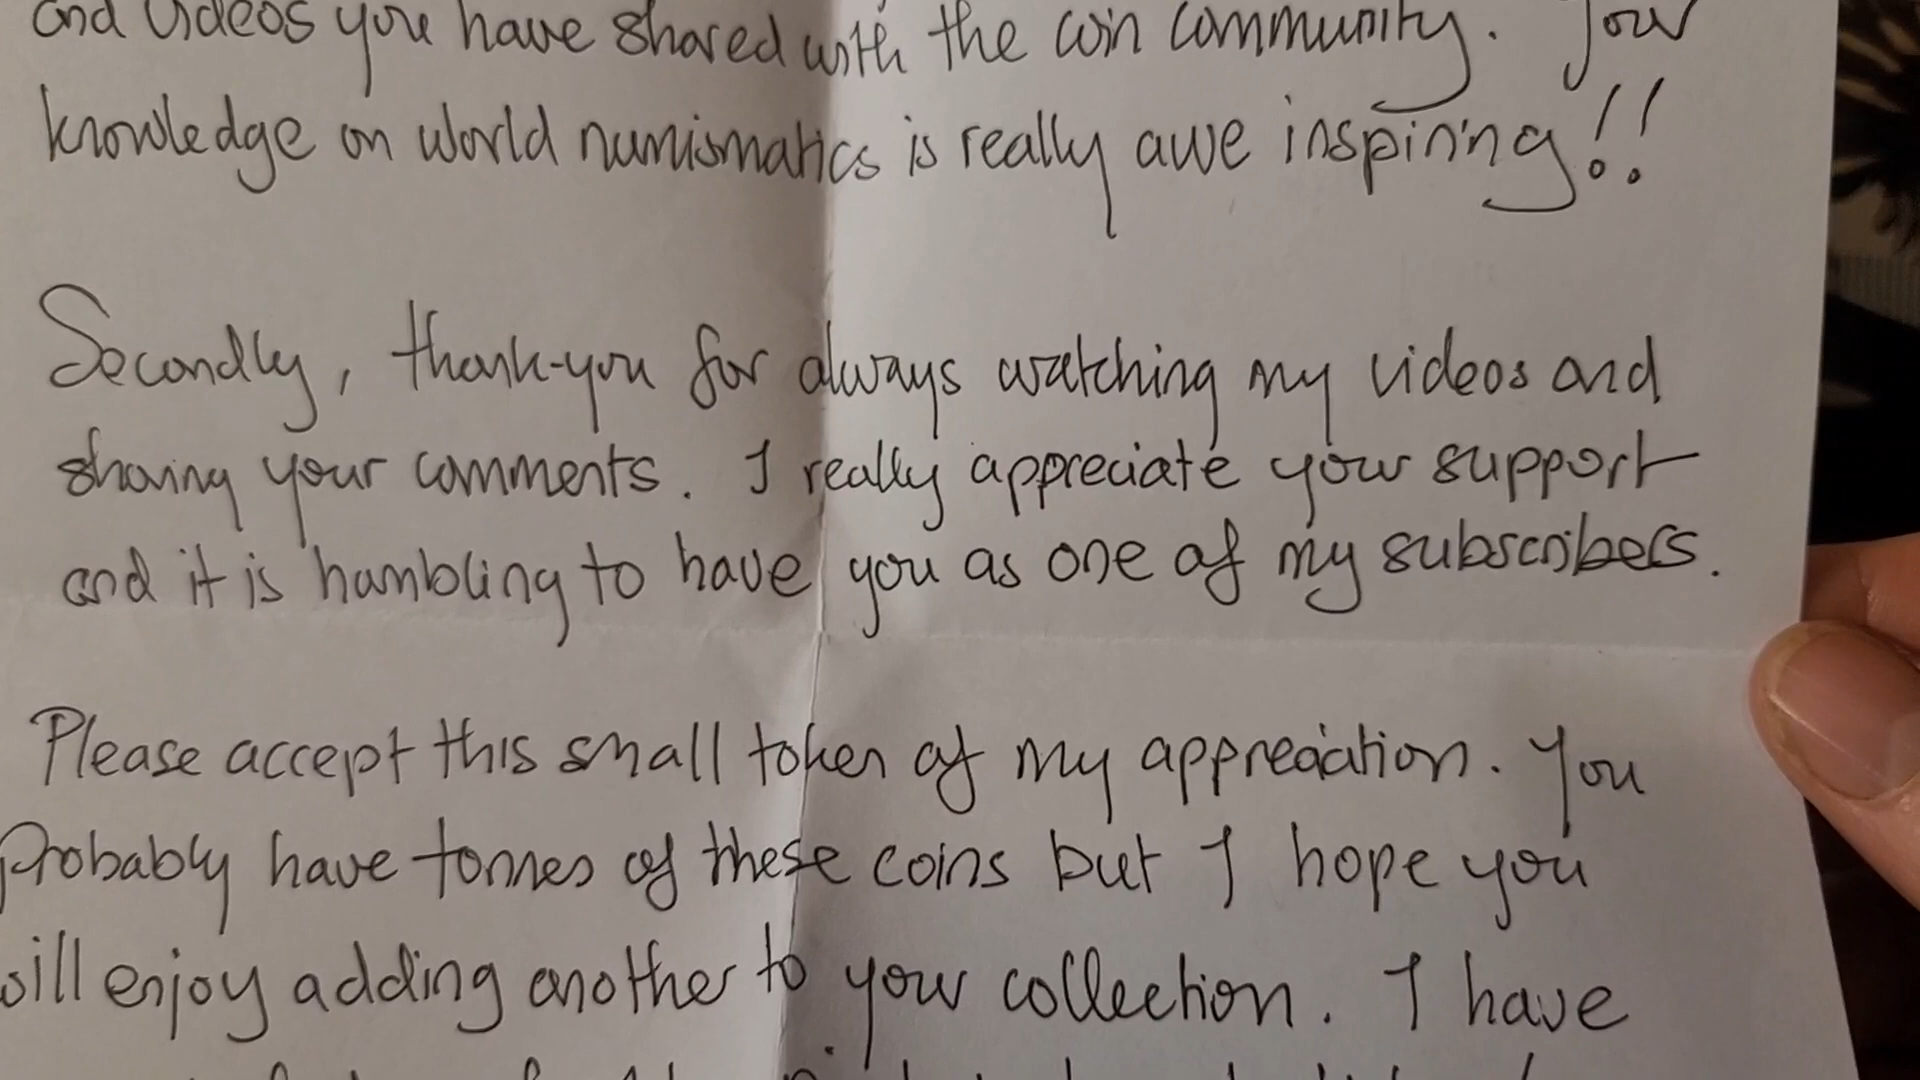 and videos you have shared with the coin community. Your
knowledge on world numismatics is really awe inspiring!!
Secondly, thank-you for always watching my videos and
sharing your comments. I really appreciate your support
and it is humbling to have you as one of my subscribers.
Please accept this small token of my appreciation. You
Probably have tonnes of these coins but I hope you
will enjoy adding another to your collection. I have